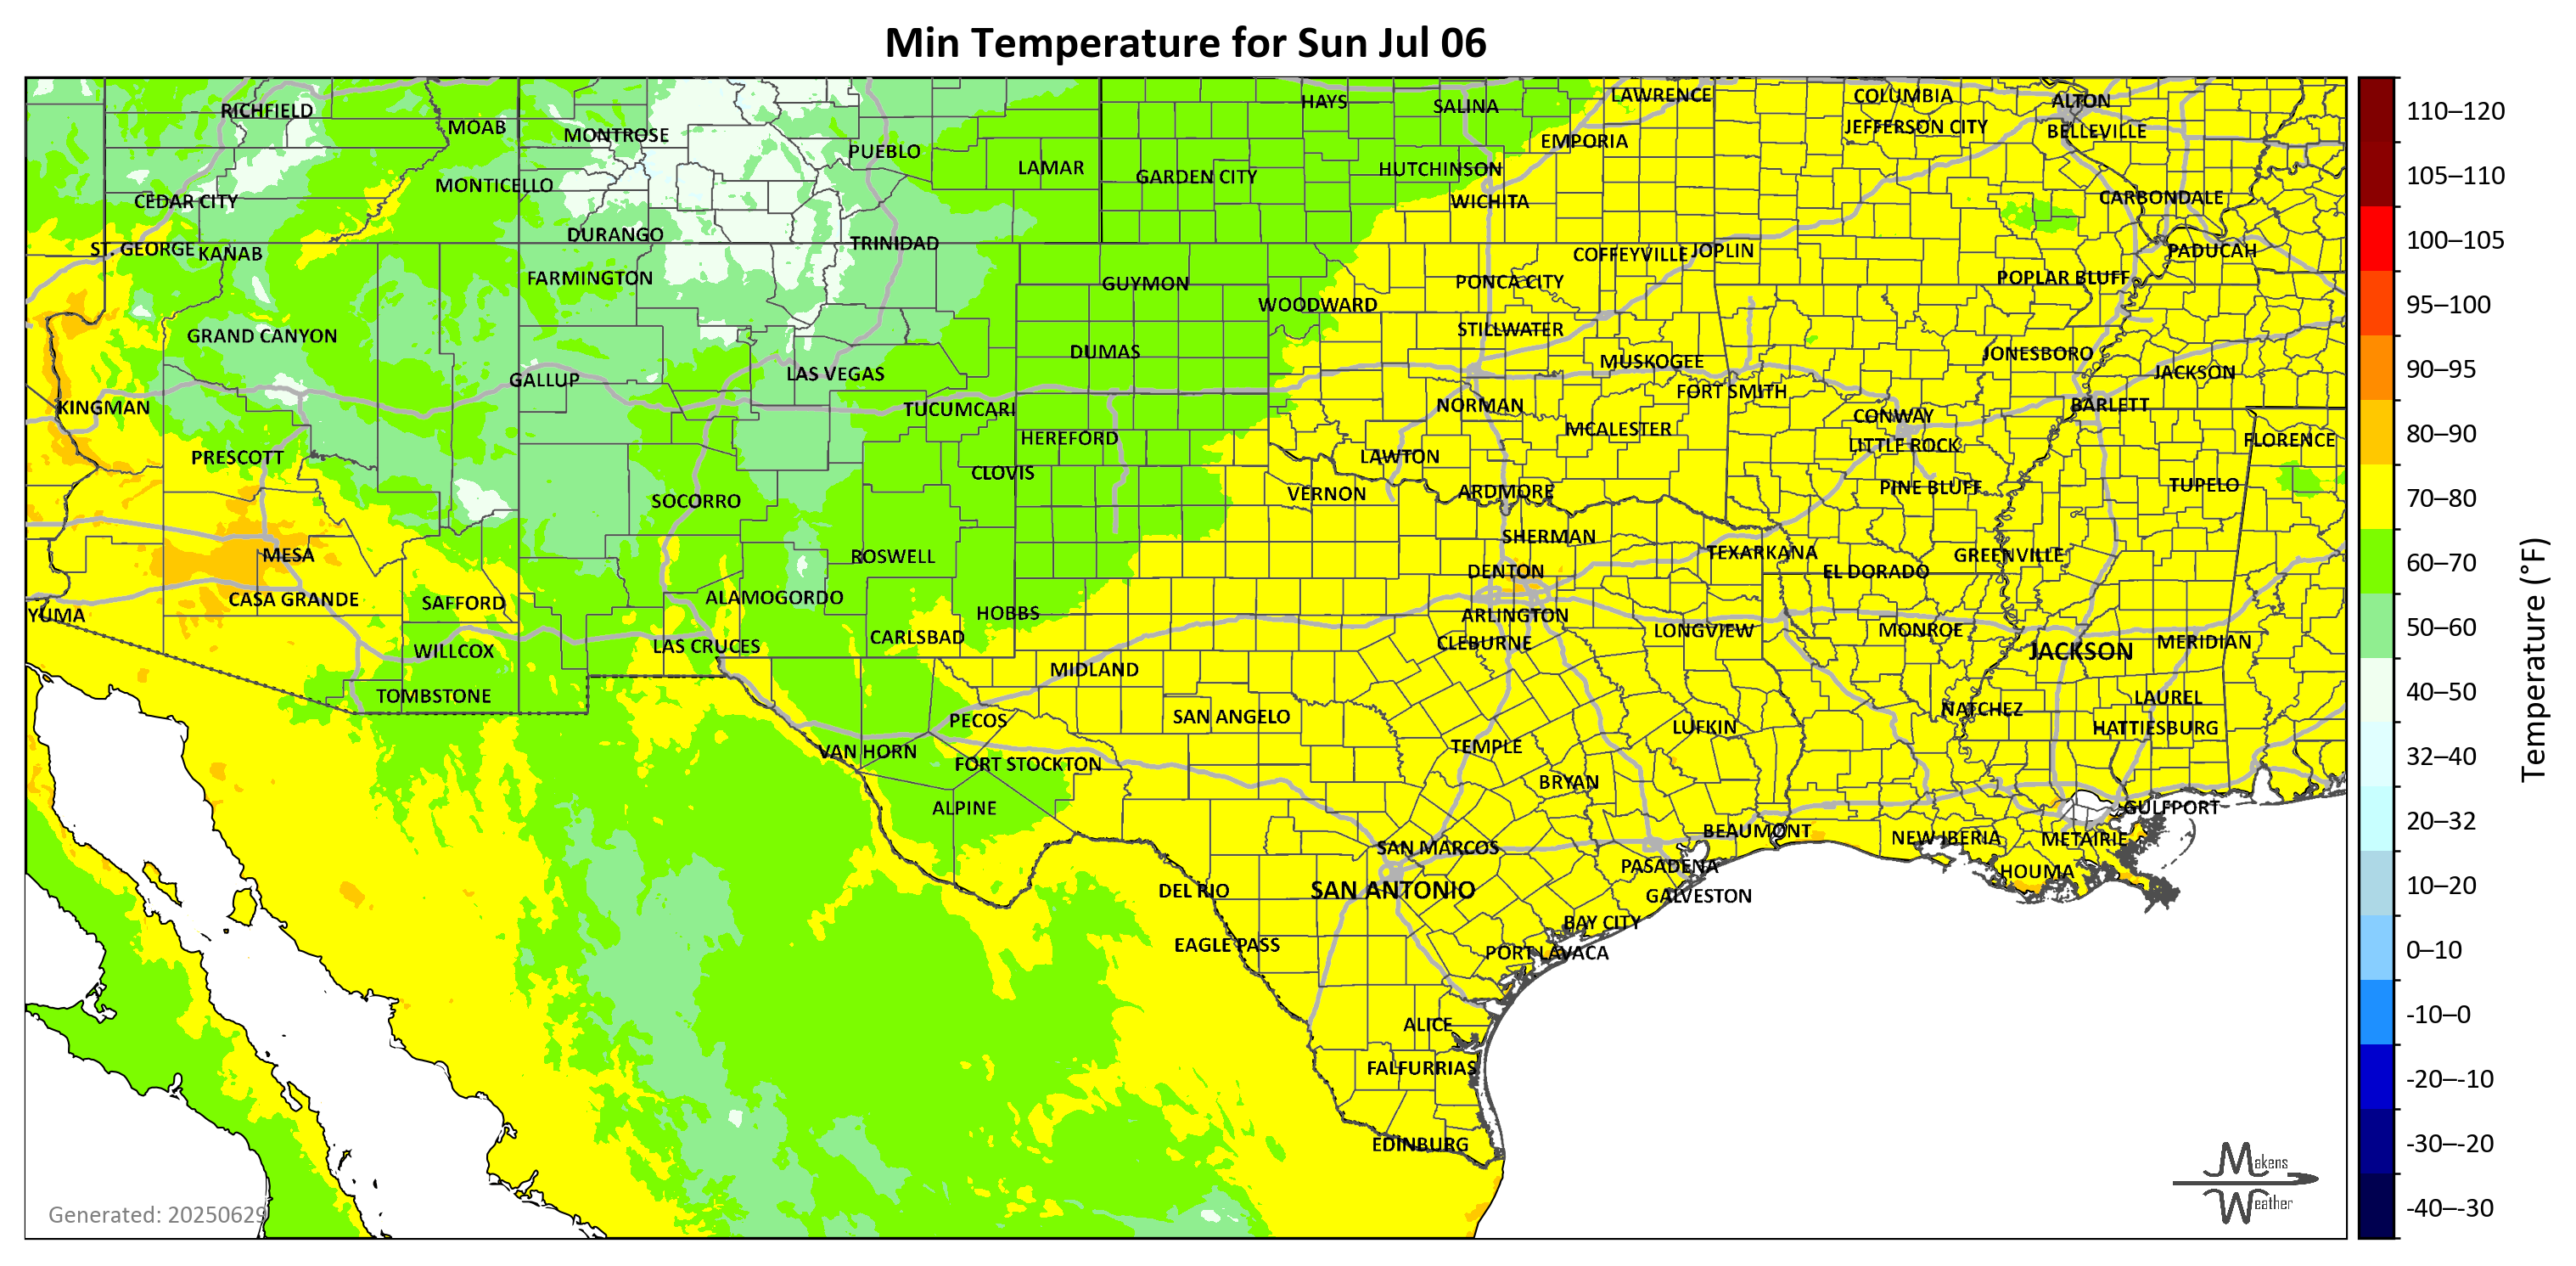 Min Temperature for Sun Jul 06
RICHFIELD
MOAB
MONTROSE
PUEBLO
LAMAR
HAYS
SALINA
LAWRENCE
COLUMBIA
ALTON
JEFFERSON CITY
BELLEVILLE
EMPORIA
GARDEN CITY
HUTCHINSON
MONTICELLO
CEDAR CITY
WICHITA
CARBONDALE
DURANGO
TRINIDAD
ST. GEORGE
KANAB
COFFEYVILLE
JOPLIN
PADUCAH
FARMINGTON
GUYMON
PONCA CITY
POPLAR BLUFF
WOODWARD
GRAND CANYON
STILLWATER
DUMAS
MUSKOGEE
JONESBORO
GALLUP
LAS VEGAS
JACKSON
FORT SMITH
KINGMAN
TUCUMCARI
NORMAN
BARLETT
CONWAY
HEREFORD
MCALESTER
LITTLE ROCK
FLORENCE
PRESCOTT
CLOVIS
LAWTON
SOCORRO
VERNON
ARDMORE
PINE BLUFF
TUPELO
SHERMAN
MESA
ROSWELL
TEXARKANA
GREENVILLE
DENTON
EL DORADO
CASA GRANDE
SAFFORD
ALAMOGORDO
YUMA
HOBBS
ARLINGTON
CARLSBAD
LONGVIEW
MONROE
WILLCOX
LAS CRUCES
CLEBURNE
JACKSON
MERIDIAN
MIDLAND
TOMBSTONE
LAUREL
PECOS
SAN ANGELO
NATCHEZ
LUFKIN
HATTIESBURG
VAN HORN
TEMPLE
FORT STOCKTON
BRYAN
ALPINE
GULFPORT
BEAUMONT
NEW IBERIA
METAIRIE
SAN MARCOS
PASADENA
HOUMA
DEL RIO
SAN ANTONIO
GALVESTON
BAY CITY
EAGLE PASS
PORT LAVACA
ALICE
FALFURRIAS
EDINBURG
Generated: 20250629
Makens
Weather
110–120
105–110
100–105
95–100
90–95
80–90
70–80
60–70
50–60
40–50
32–40
20–32
10–20
0–10
-10–0
-20–-10
-30–-20
-40–-30
Temperature (°F)